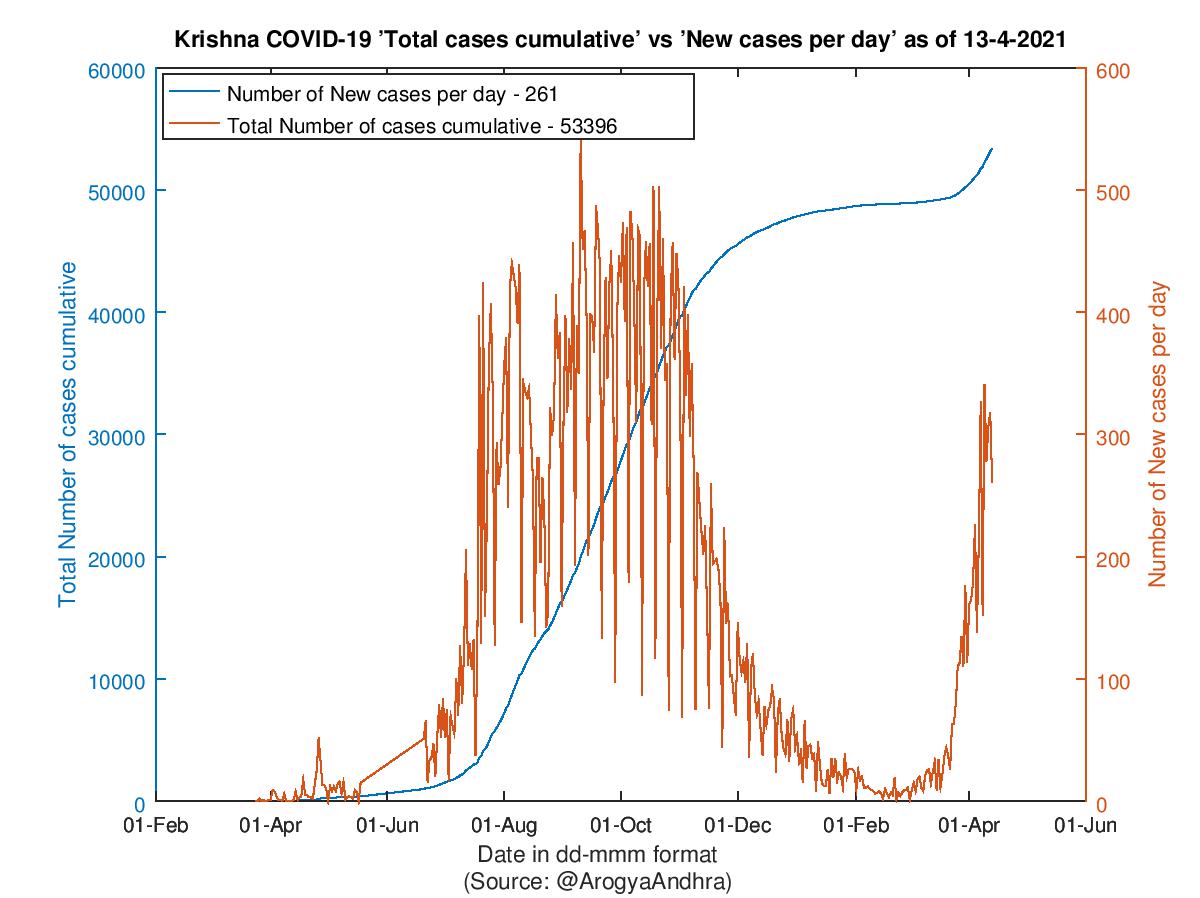 Krishna COVID-19 ’Total cases cumulative’ vs ’New cases per day’ as of 13-4-2021
Number of New cases per day - 261
Total Number of cases cumulative - 53396
60000
50000
40000
30000
20000
10000
0
Total Number of cases cumulative
600
500
400
300
200
100
0
Number of New cases per day
01-Feb 01-Apr 01-Jun 01-Aug 01-Oct 01-Dec 01-Feb 01-Apr 01-Jun
Date in dd-mmm format
(Source: @ArogyaAndhra)